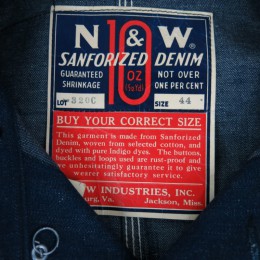 N & W
SANFORIZED DENIM
10
OZ
GUARANTEED NOT OVER
SHRINKAGE ONE PER CENT
LOT 320C SIZE 44
BUY YOUR CORRECT SIZE
This garment is made from Sanforized
Denim, woven from selected cotton, and
dyed with pure Indigo dyes. The buttons,
buckles and loops used are rust-proof and
we unhesitatingly guarantee it to give
wearer satisfactory service.
W INDUSTRIES, INC.
burg, Va. Jackson, Miss.